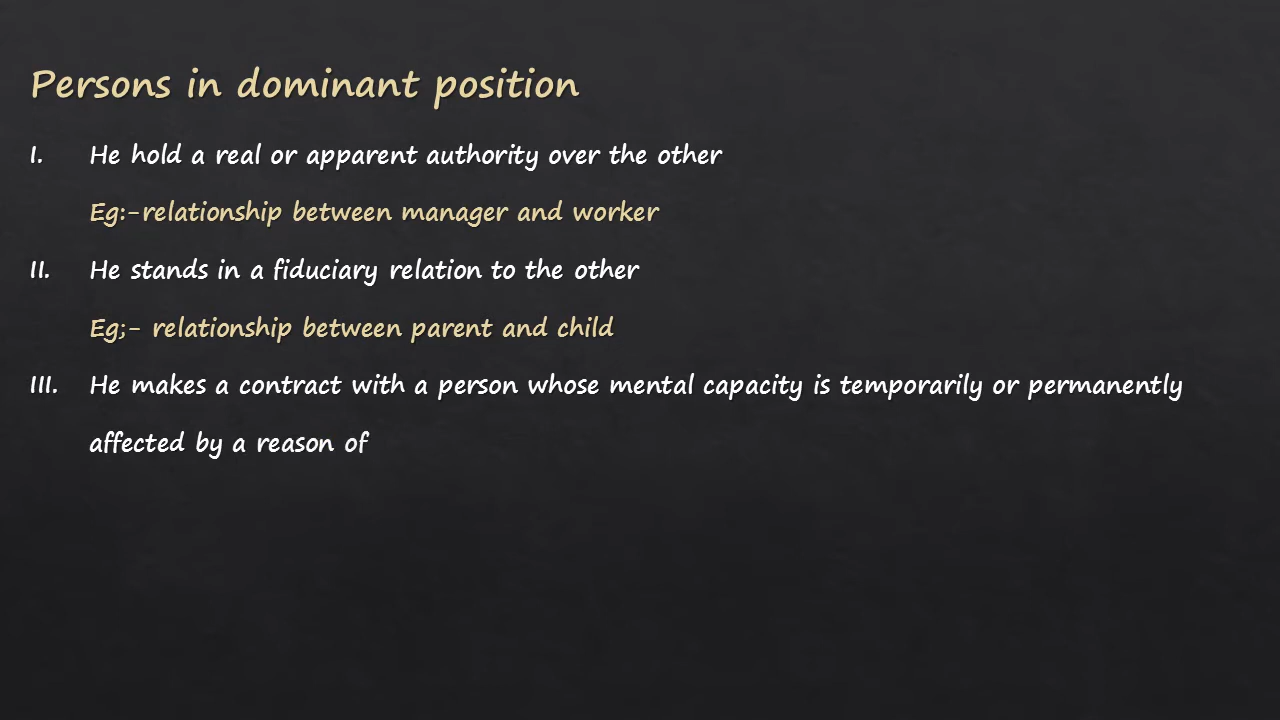 Persons in dominant position
I. He hold a real or apparent authority over the other
Eg:-relationship between manager and worker
II. He stands in a fiduciary relation to the other
Eg;- relationship between parent and child
III. He makes a contract with a person whose mental capacity is temporarily or permanently
affected by a reason of